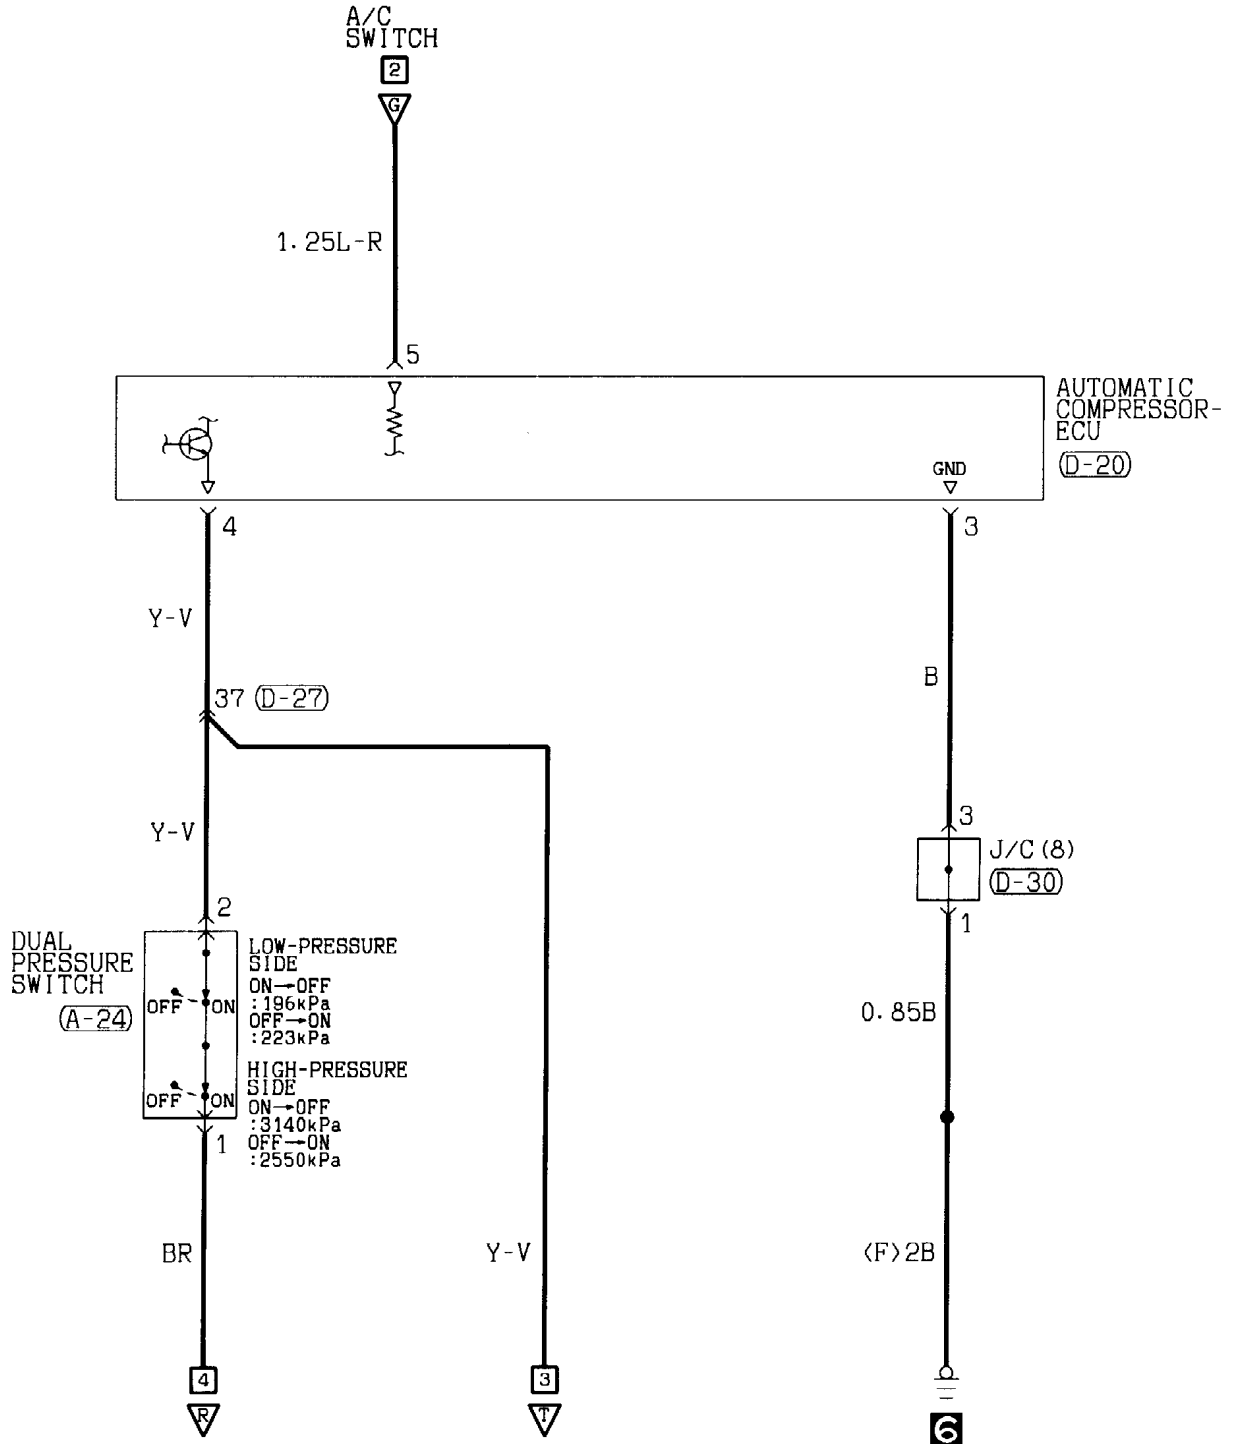 A/C
SWITCH
2
G
1.25L-R
5
AUTOMATIC
COMPRESSOR-
ECU
(D-20)
GND
4
3
Y-V
37 (D-27)
B
Y-V
3
J/C(8)
(D-30)
2
1
DUAL
PRESSURE
SWITCH
(A-24)
LOW-PRESSURE
SIDE
ON→OFF
:196kPa
OFF→ON
:223kPa
OFF ON
HIGH-PRESSURE
SIDE
ON→OFF
:3140kPa
OFF→ON
:2550kPa
OFF ON
1
0.85B
BR
Y-V
<F>2B
4
R
3
T
6